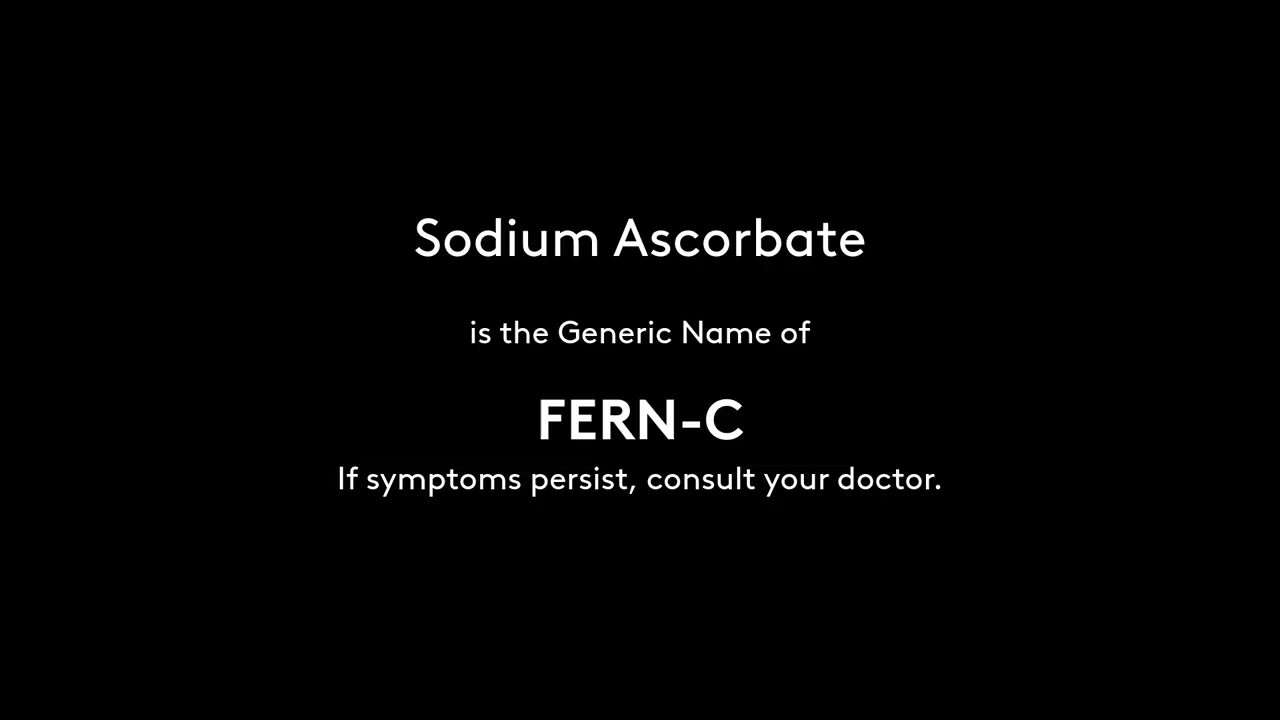 Sodium Ascorbate
is the Generic Name of
FERN-C
If symptoms persist, consult your doctor.